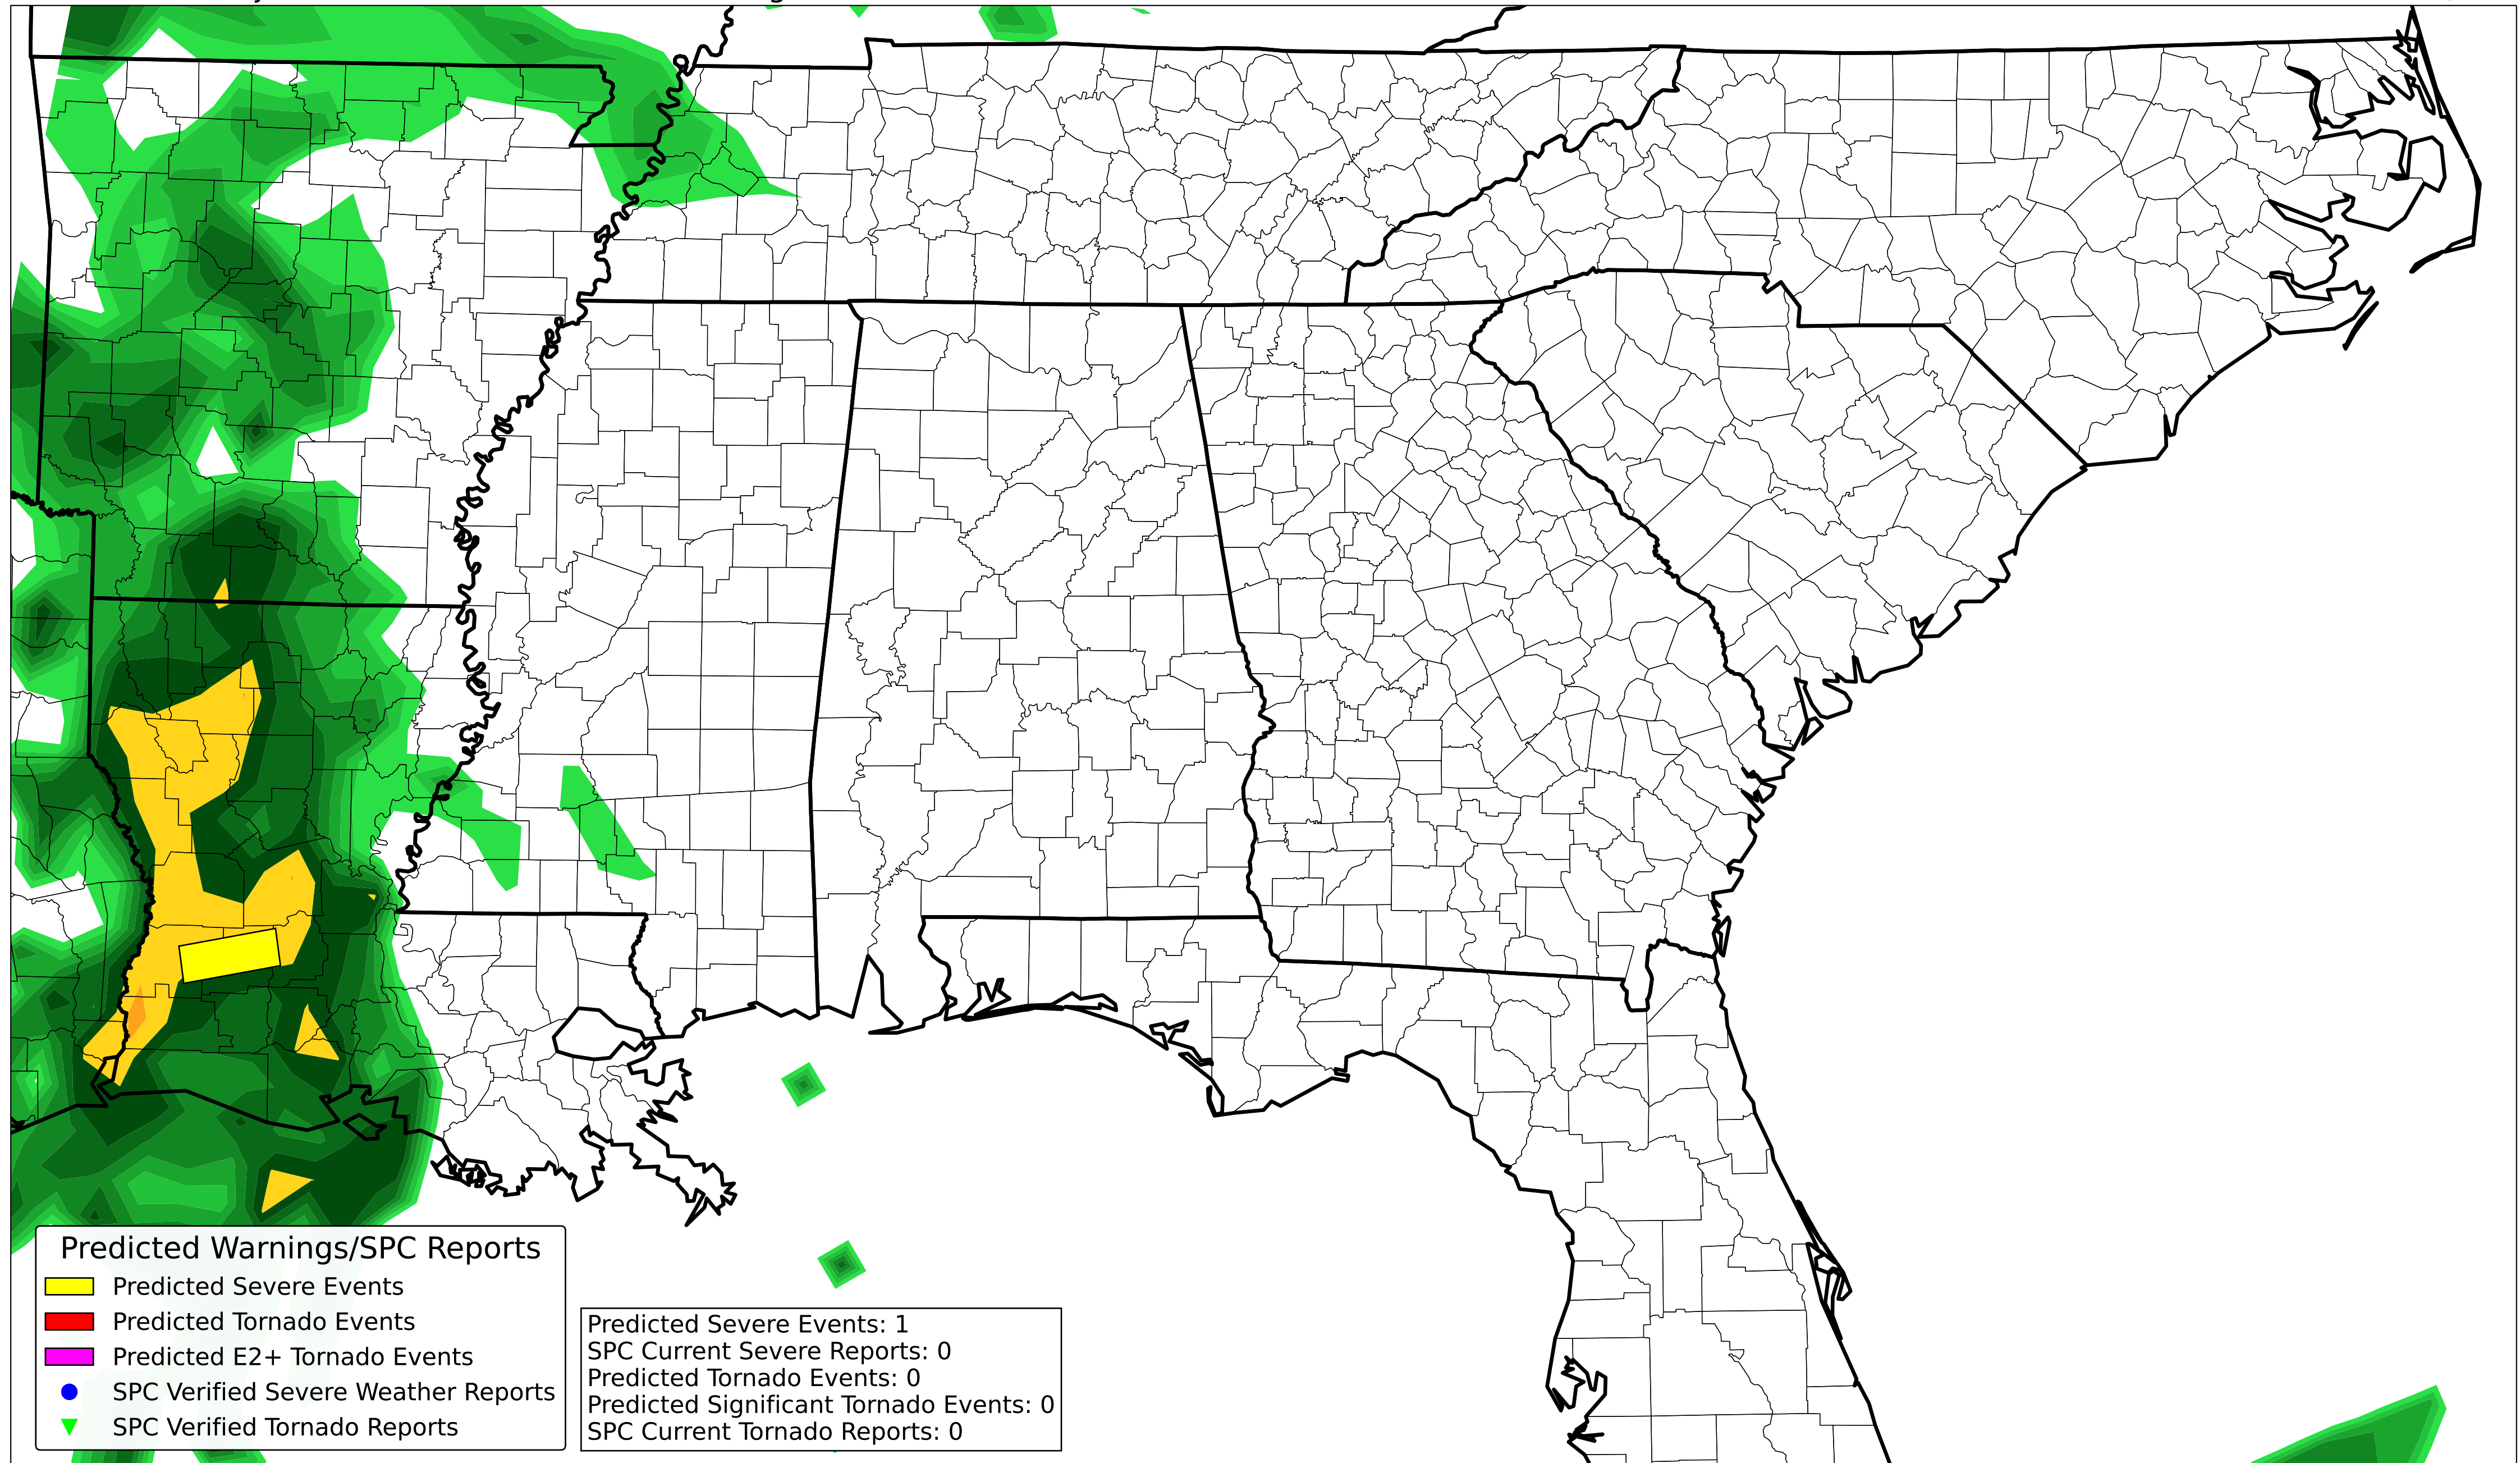 Predicted Warnings/SPC Reports
Predicted Severe Events
Predicted Tornado Events
Predicted E2+ Tornado Events
SPC Verified Severe Weather Reports
SPC Verified Tornado Reports
Predicted Severe Events: 1
SPC Current Severe Reports: 0
Predicted Tornado Events: 0
Predicted Significant Tornado Events: 0
SPC Current Tornado Reports: 0